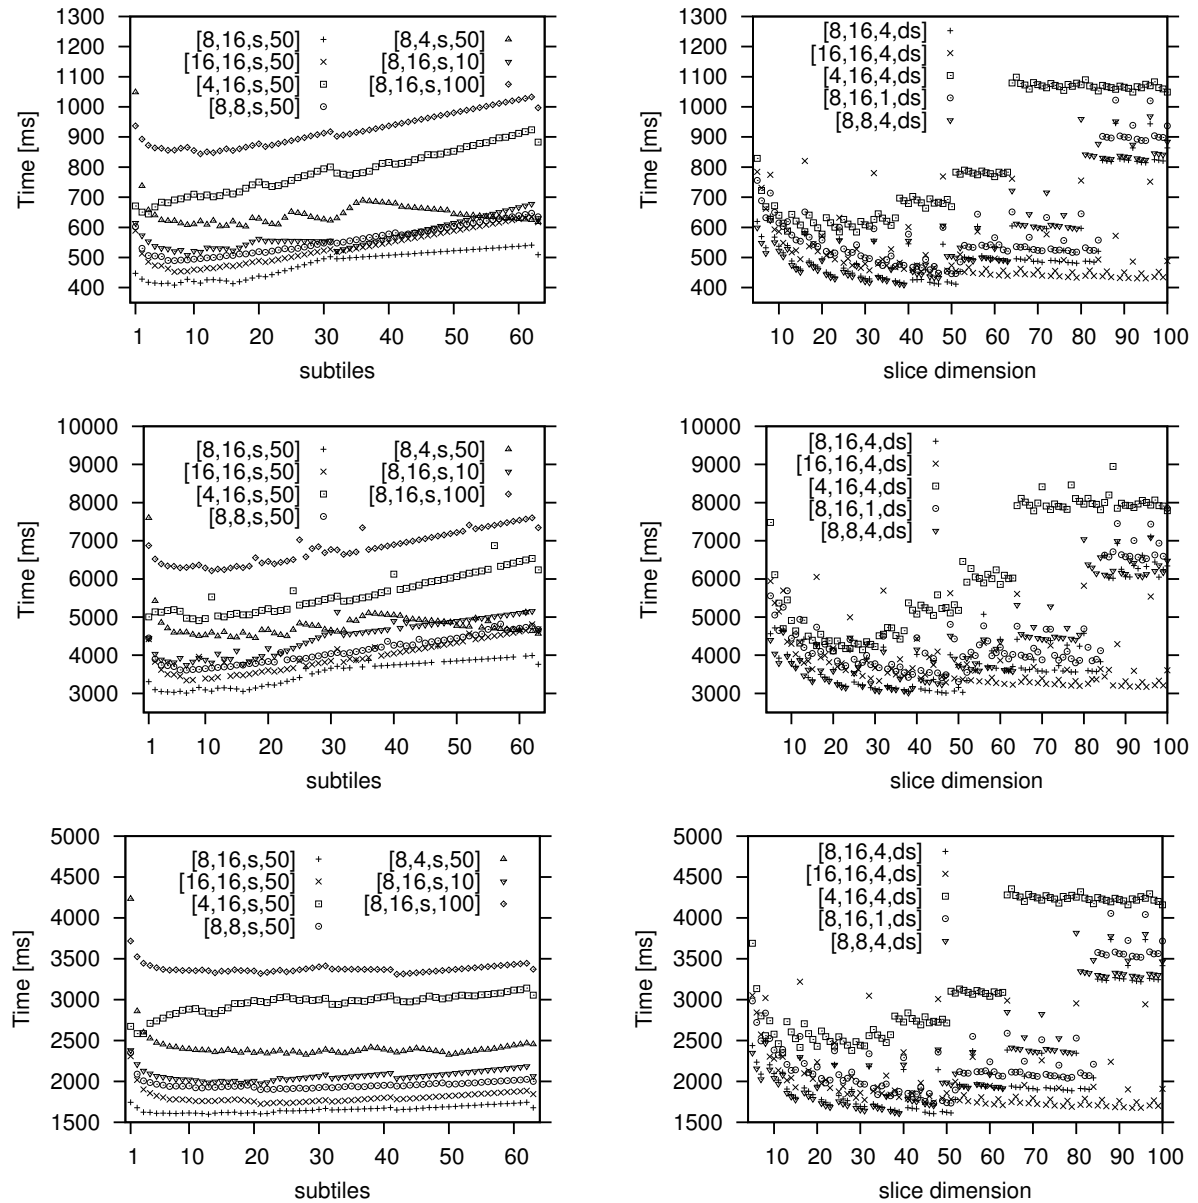 1300
1200
1100
1000
900
800
700
600
500
400
Time [ms]
[8,16,s,50]
[16,16,s,50]
[4,16,s,50]
[8,8,s,50]
[8,4,s,50]
[8,16,s,10]
[8,16,s,100]
1 10 20 30 40 50 60
subtiles
1300
1200
1100
1000
900
800
700
600
500
400
Time [ms]
[8,16,4,ds]
[16,16,4,ds]
[4,16,4,ds]
[8,16,1,ds]
[8,8,4,ds]
10 20 30 40 50 60 70 80 90 100
slice dimension
10000
9000
8000
7000
6000
5000
4000
3000
Time [ms]
[8,16,s,50]
[16,16,s,50]
[4,16,s,50]
[8,8,s,50]
[8,4,s,50]
[8,16,s,10]
[8,16,s,100]
1 10 20 30 40 50 60
subtiles
10000
9000
8000
7000
6000
5000
4000
3000
Time [ms]
[8,16,4,ds]
[16,16,4,ds]
[4,16,4,ds]
[8,16,1,ds]
[8,8,4,ds]
10 20 30 40 50 60 70 80 90 100
slice dimension
5000
4500
4000
3500
3000
2500
2000
1500
Time [ms]
[8,16,s,50]
[16,16,s,50]
[4,16,s,50]
[8,8,s,50]
[8,4,s,50]
[8,16,s,10]
[8,16,s,100]
1 10 20 30 40 50 60
subtiles
5000
4500
4000
3500
3000
2500
2000
1500
Time [ms]
[8,16,4,ds]
[16,16,4,ds]
[4,16,4,ds]
[8,16,1,ds]
[8,8,4,ds]
10 20 30 40 50 60 70 80 90 100
slice dimension